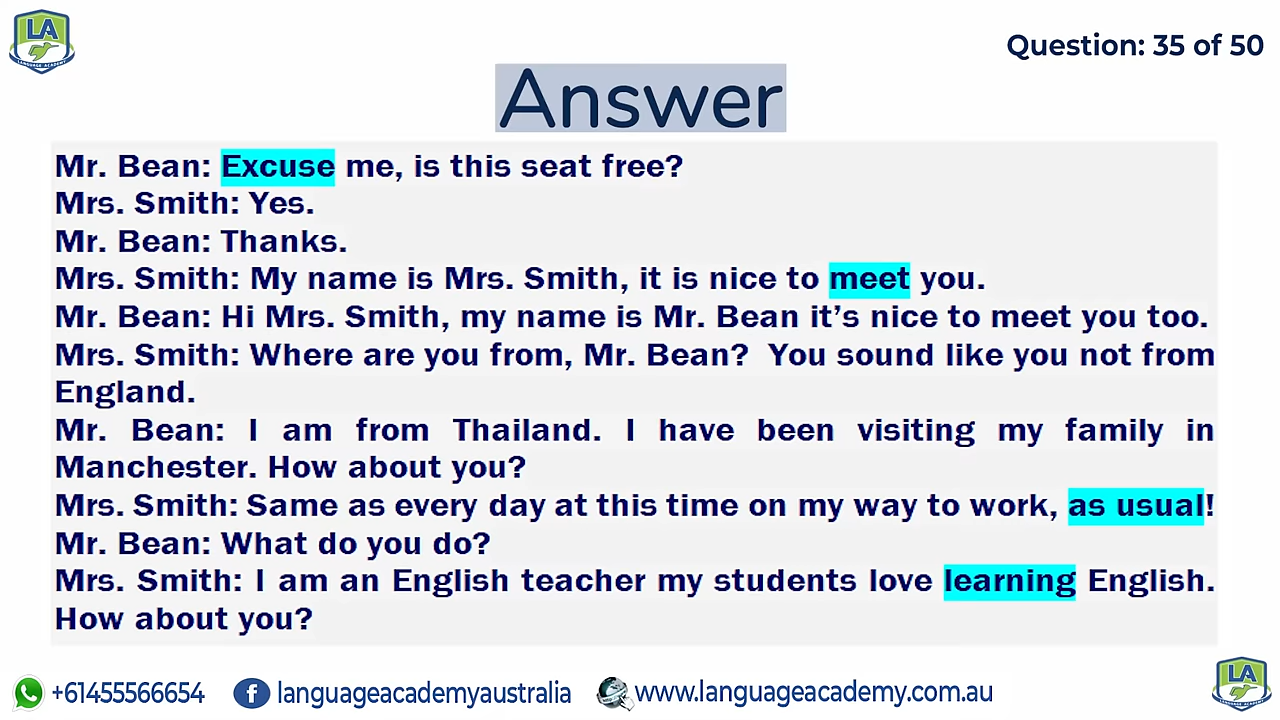 LA
LANGUAGE ACADEMY
Question: 35 of 50
Answer
Mr. Bean: Excuse me, is this seat free?
Mrs. Smith: Yes.
Mr. Bean: Thanks.
Mrs. Smith: My name is Mrs. Smith, it is nice to meet you.
Mr. Bean: Hi Mrs. Smith, my name is Mr. Bean it’s nice to meet you too.
Mrs. Smith: Where are you from, Mr. Bean? You sound like you not from
England.
Mr. Bean: I am from Thailand. I have been visiting my family in
Manchester. How about you?
Mrs. Smith: Same as every day at this time on my way to work, as usual!
Mr. Bean: What do you do?
Mrs. Smith: I am an English teacher my students love learning English.
How about you?
+61455566654
languageacademyaustralia
www.languageacademy.com.au
LA
LANGUAGE ACADEMY